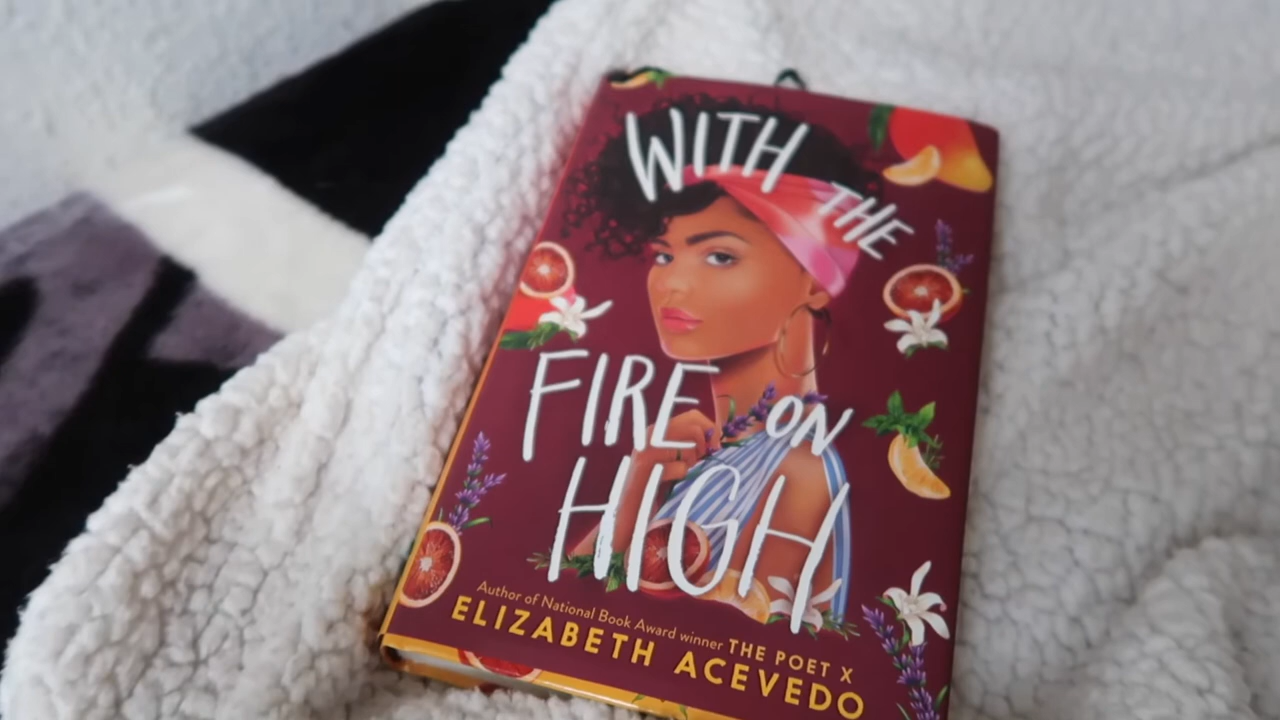 WITH THE
FIRE ON
HIGH
Author of National Book Award winner THE POET X
ELIZABETH ACEVEDO